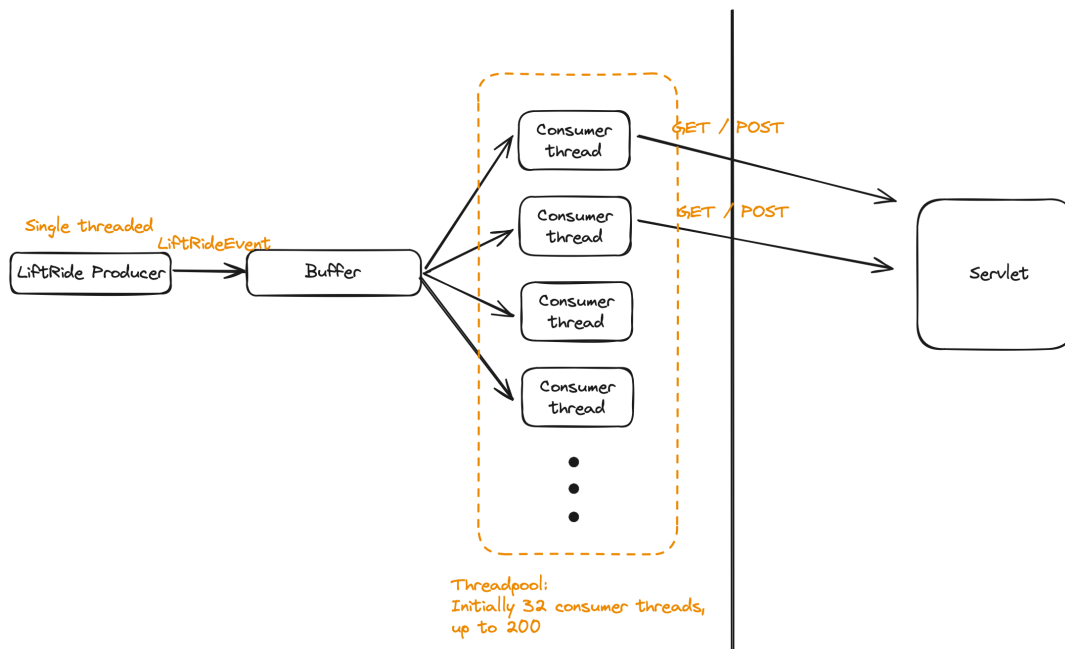 Consumer
thread
GET / POST
Consumer
thread
GET / POST
Single threaded
LiftRideEvent
LiftRide Producer
Buffer
Servlet
Consumer
thread
Consumer
thread
Threadpool:
Initially 32 consumer threads,
up to 200